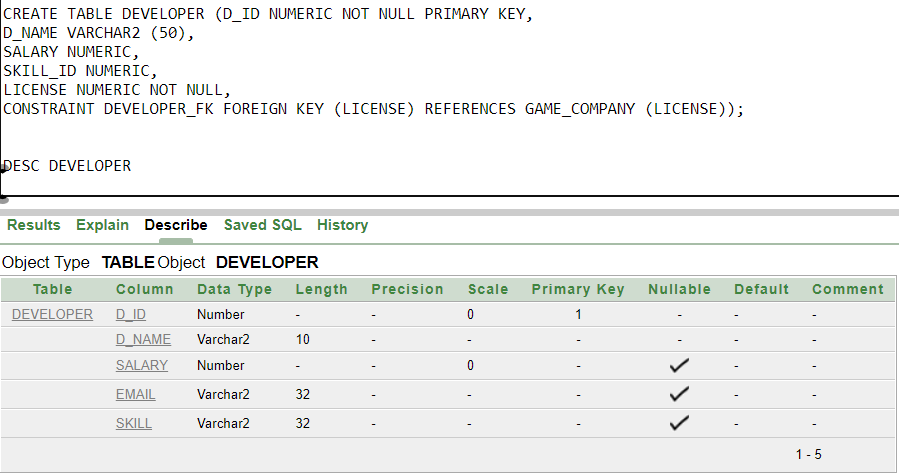 CREATE TABLE DEVELOPER (D_ID NUMERIC NOT NULL PRIMARY KEY,
D_NAME VARCHAR2 (50),
SALARY NUMERIC,
SKILL_ID NUMERIC,
LICENSE NUMERIC NOT NULL,
CONSTRAINT DEVELOPER_FK FOREIGN KEY (LICENSE) REFERENCES GAME_COMPANY (LICENSE));
DESC DEVELOPER
Results Explain Describe Saved SQL History
Object Type TABLE Object DEVELOPER
Table Column Data Type Length Precision Scale Primary Key Nullable Default Comment
DEVELOPER D_ID Number - - 0 1 - - -
D_NAME Varchar2 10 - - - - - -
SALARY Number - - 0 - ✓ - -
EMAIL Varchar2 32 - - - ✓ - -
SKILL Varchar2 32 - - - ✓ - -
1 - 5